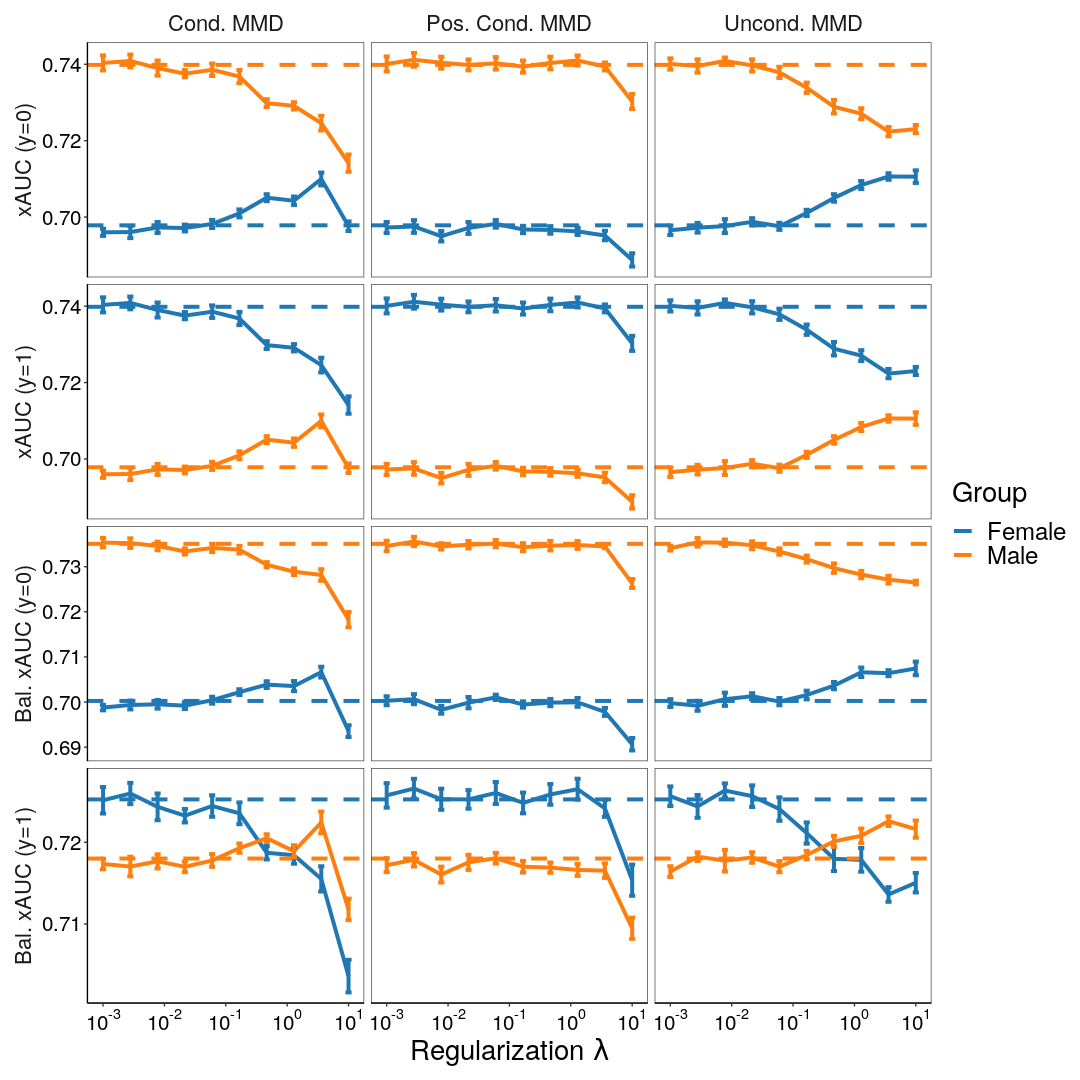 Cond. MMD Pos. Cond. MMD Uncond. MMD
xAUC (y=0)
0.74
0.72
0.70
xAUC (y=1)
0.74
0.72
0.70
Bal. xAUC (y=0)
0.73
0.72
0.71
0.70
0.69
Bal. xAUC (y=1)
0.72
0.71
10⁻³ 10⁻² 10⁻¹ 10⁰ 10¹ 10⁻³ 10⁻² 10⁻¹ 10⁰ 10¹ 10⁻³ 10⁻² 10⁻¹ 10⁰ 10¹
Regularization λ
Group
Female
Male